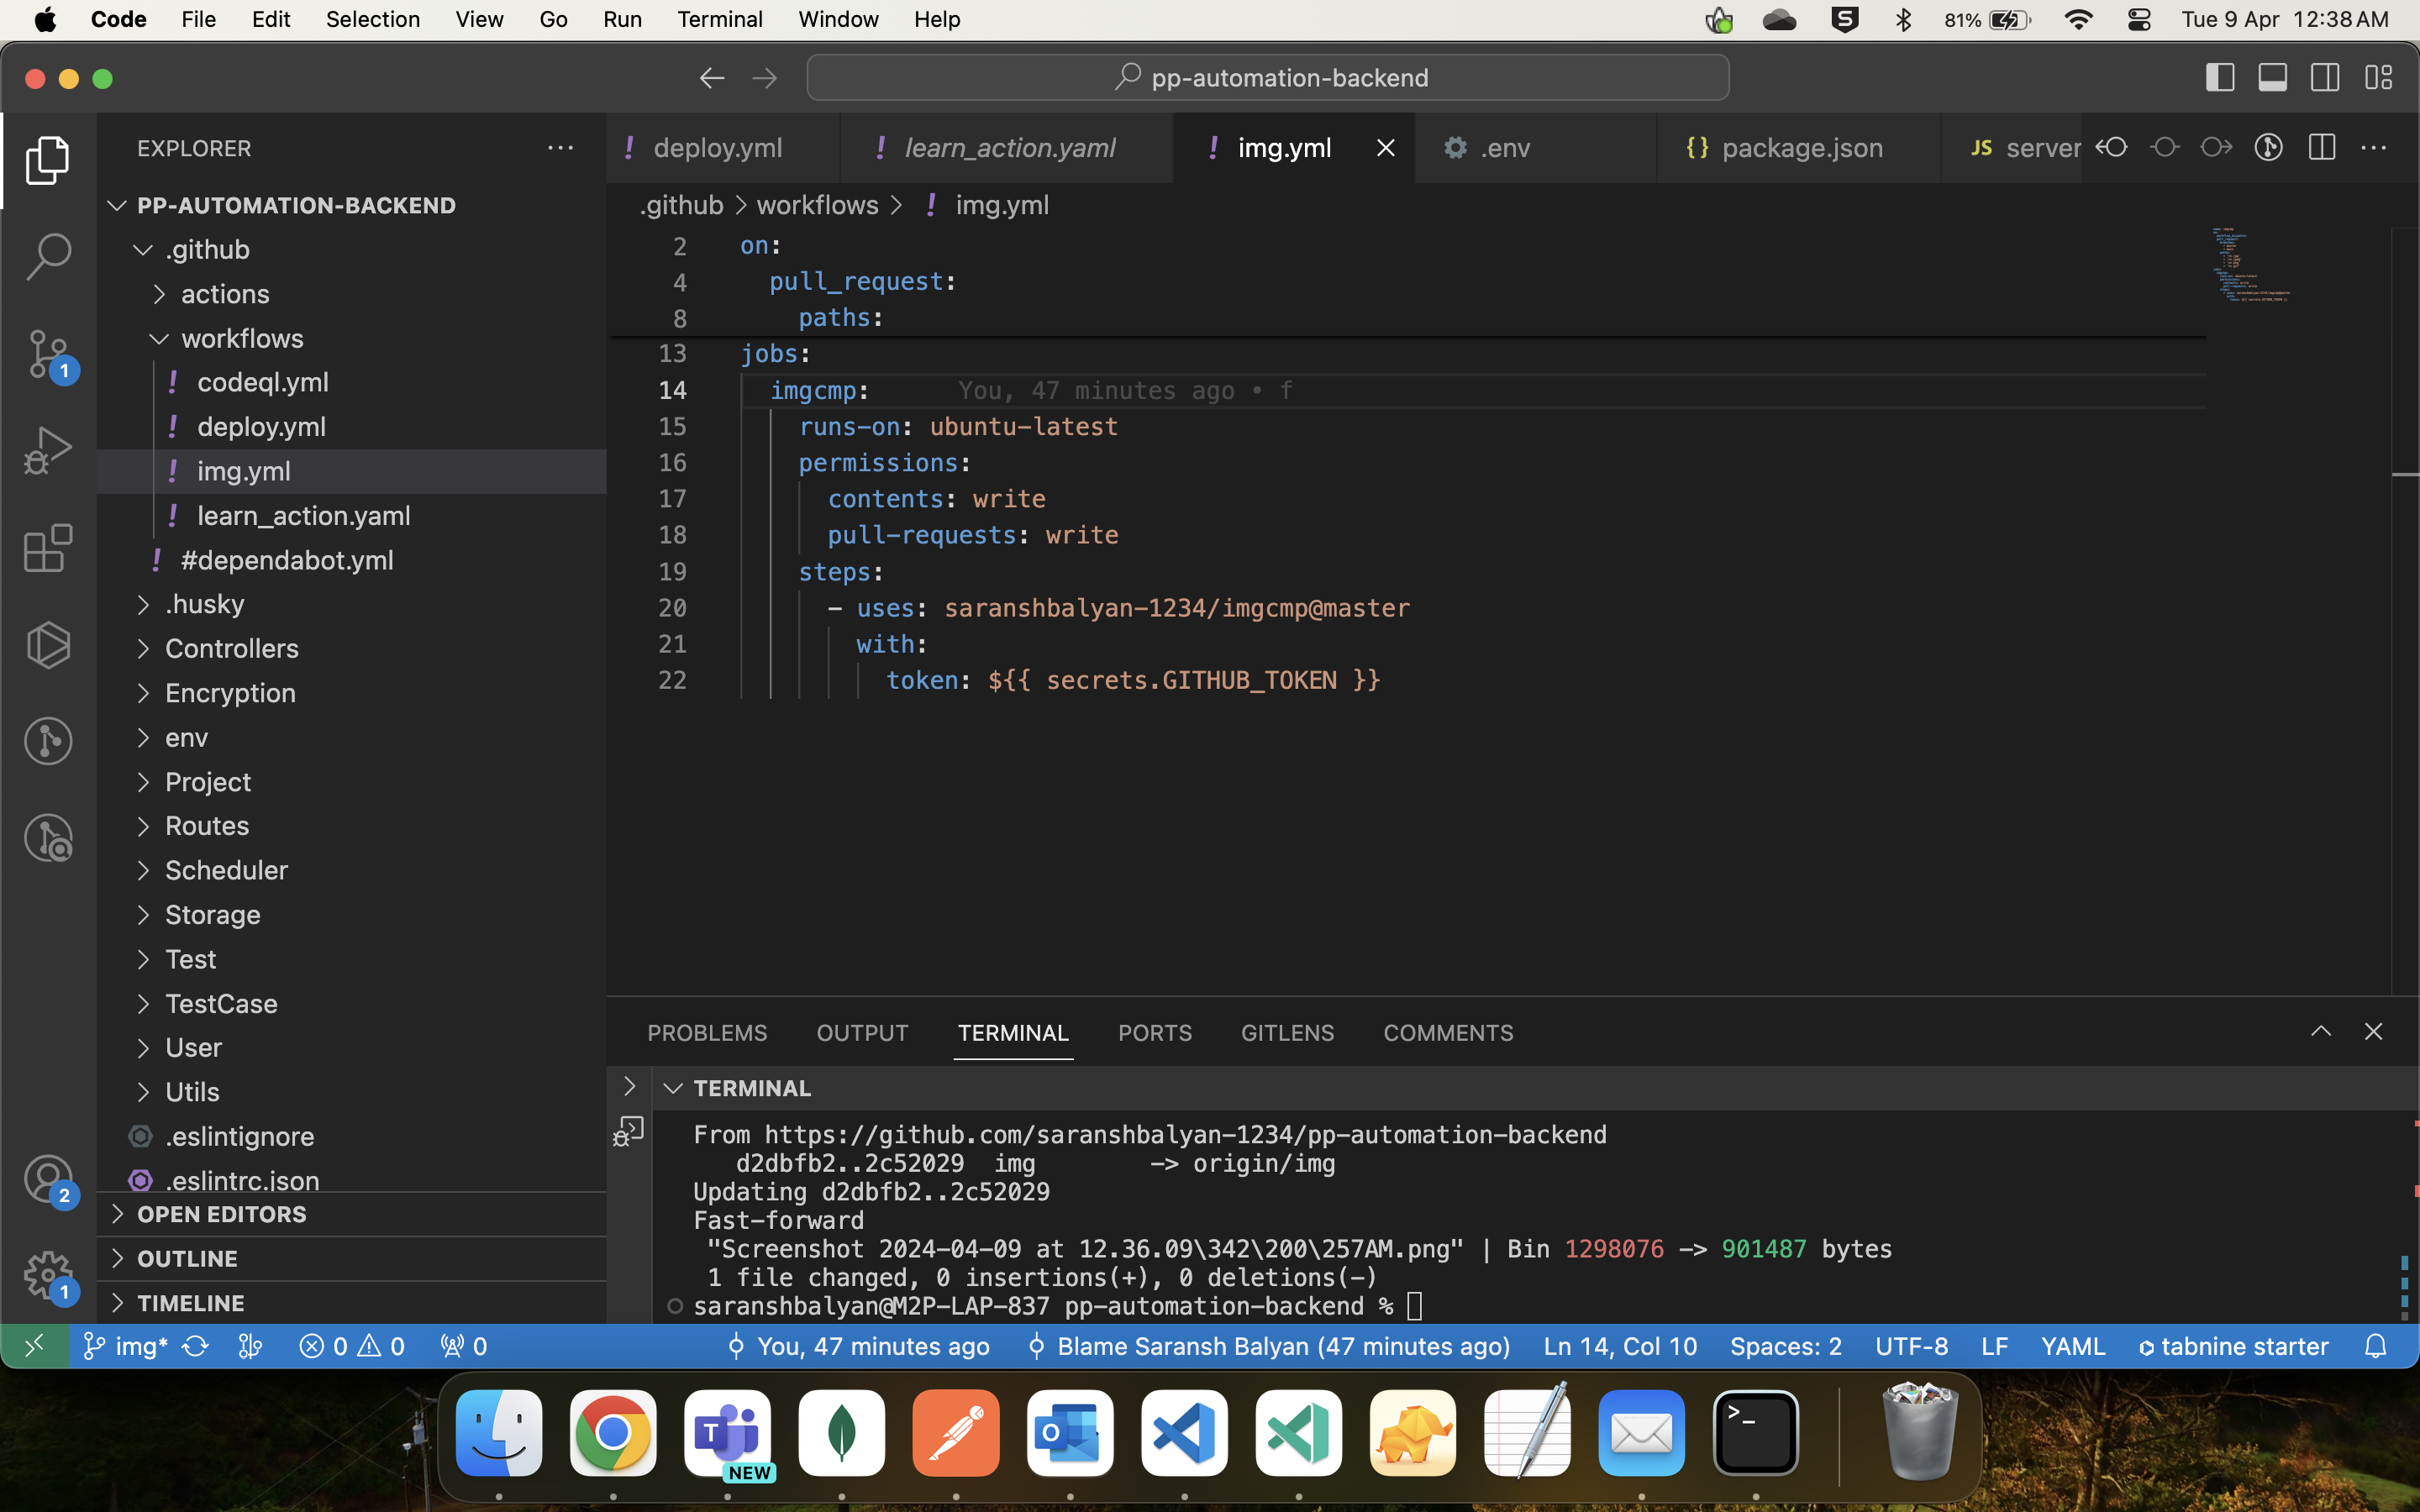 Code File Edit Selection View Go Run Terminal Window Help
S 81% Tue 9 Apr 12:38 AM
pp-automation-backend
EXPLORER
PP-AUTOMATION-BACKEND
.github
actions
workflows
! codeql.yml
! deploy.yml
! img.yml
! learn_action.yaml
! #dependabot.yml
.husky
Controllers
Encryption
env
Project
Routes
Scheduler
Storage
Test
TestCase
User
Utils
.eslintignore
.eslintrc.json
OPEN EDITORS
OUTLINE
TIMELINE
1
2
1
! deploy.yml ! learn_action.yaml ! img.yml .env {} package.json JS server
.github > workflows > ! img.yml
2 on:
4 pull_request:
8 paths:
13 jobs:
14 imgcmp: You, 47 minutes ago • f
15 runs-on: ubuntu-latest
16 permissions:
17 contents: write
18 pull-requests: write
19 steps:
20 - uses: saranshbalyan-1234/imgcmp@master
21 with:
22 token: ${{ secrets.GITHUB_TOKEN }}
PROBLEMS OUTPUT TERMINAL PORTS GITLENS COMMENTS
TERMINAL
From https://github.com/saranshbalyan-1234/pp-automation-backend
d2dbfb2..2c52029 img -> origin/img
Updating d2dbfb2..2c52029
Fast-forward
"Screenshot 2024-04-09 at 12.36.09\342\200\257AM.png" | Bin 1298076 -> 901487 bytes
1 file changed, 0 insertions(+), 0 deletions(-)
saranshbalyan@M2P-LAP-837 pp-automation-backend %
img* 0 0 0 You, 47 minutes ago Blame Saransh Balyan (47 minutes ago) Ln 14, Col 10 Spaces: 2 UTF-8 LF YAML tabnine starter
T
NEW
O
>_